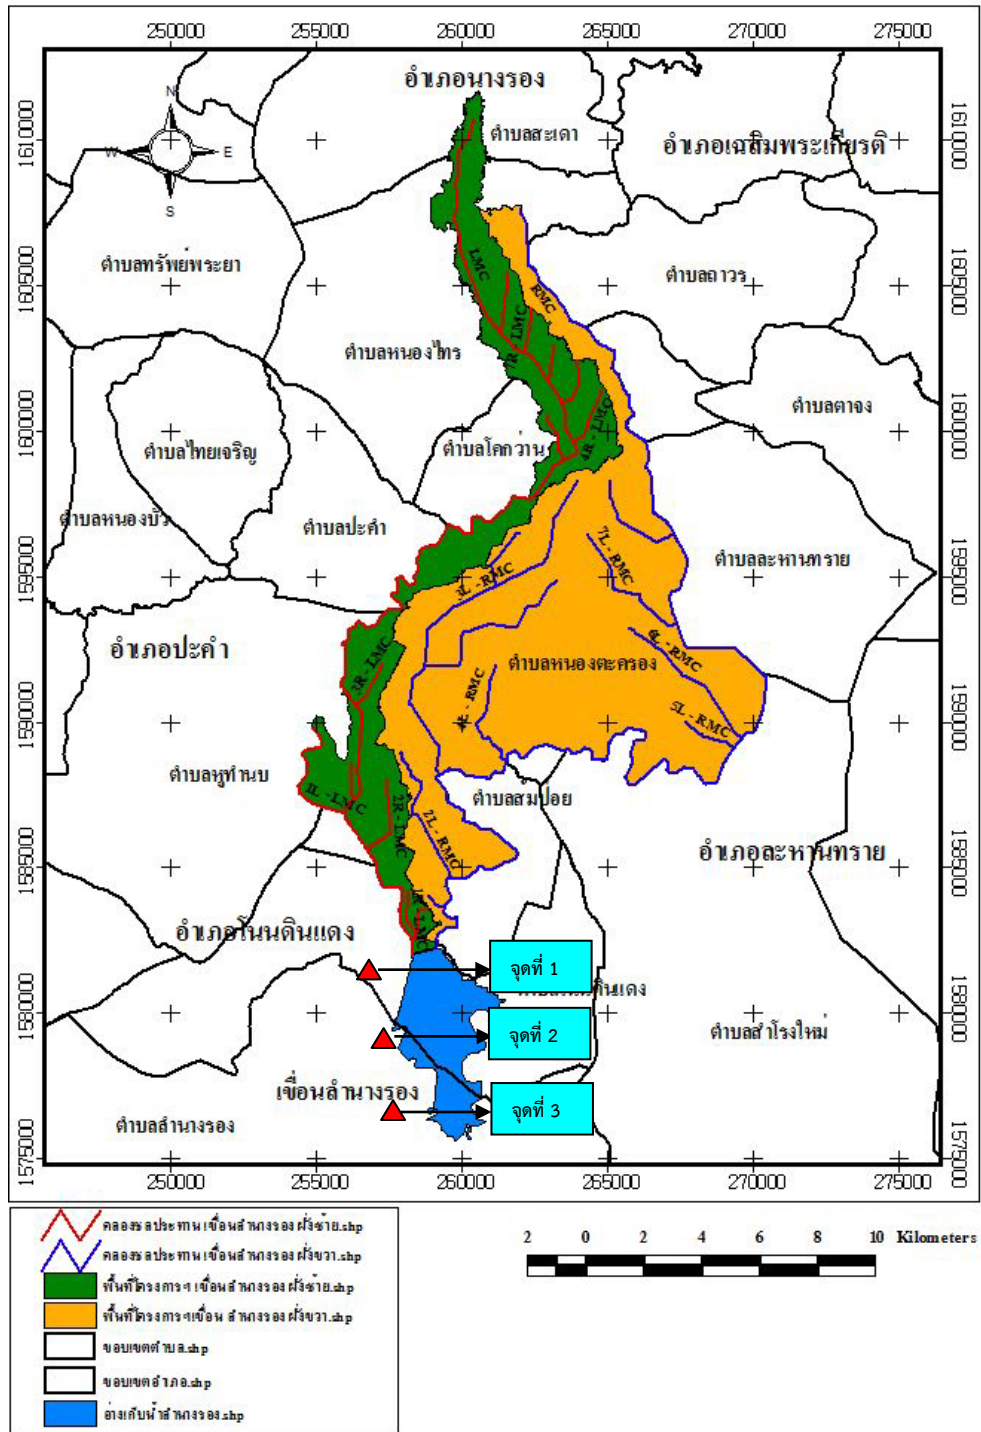 250000 255000 260000 265000 270000 275000
N
W E
S
อำเภอนางรอง
ตำบลสะเดา
อำเภอเฉลิมพระเกียรติ
1610000 1610000
ตำบลทรัพย์พระยา
LMC
RMC
ตำบลถาวร
1605000 1605000
ตำบลหนองไทร
7R - LMC
ตำบลตาจง
1600000 1600000
ตำบลไทยเจริญ
ตำบลโคกว่าน
4R - LMC
ตำบลหนองบัว
ตำบลปะคำ
7L - RMC
ตำบลละหานทราย
1595000 1595000
3L - RMC
อำเภอปะคำ
3R - LMC
ตำบลหนองตะครอง
6L - RMC
4L - RMC
5L - RMC
1590000 1590000
ตำบลหูทำนบ
1L - LMC
2R - LMC
ตำบลส้มป่อย
2L - RMC
อำเภอละหานทราย
1585000 1585000
1R - LMC
อำเภอโนนดินแดง
จุดที่ 1
1580000 1580000
จุดที่ 2
ตำบลสำโรงใหม่
เขื่อนลำนางรอง
จุดที่ 3
ตำบลลำนางรอง
1575000 1575000
250000 255000 260000 265000 270000 275000
คลองชลประทาน เขื่อนลำนางรอง ฝั่งซ้าย.shp
คลองชลประทาน เขื่อนลำนางรอง ฝั่งขวา.shp
พื้นที่โครงการฯ เขื่อนลำนางรอง ฝั่งซ้าย.shp
พื้นที่โครงการฯเขื่อน ลำนางรอง ฝั่งขวา.shp
ขอบเขตตำบล.shp
ขอบเขตอำเภอ.shp
อ่างเก็บน้ำลำนางรอง.shp
2 0 2 4 6 8 10 Kilometers